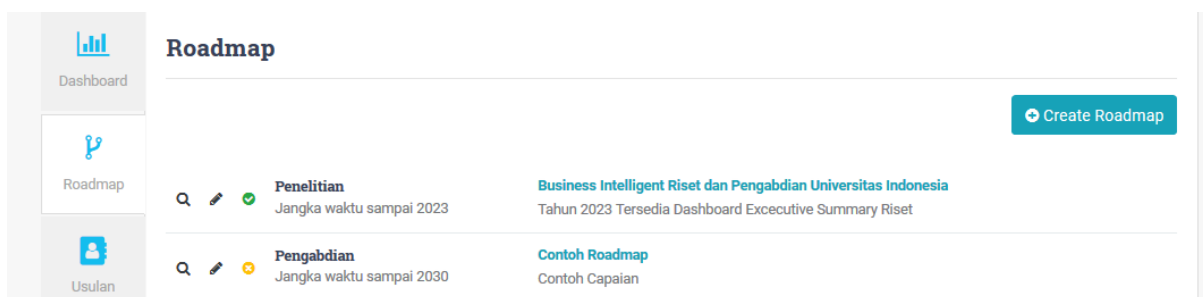 Dashboard
Roadmap
Usulan
Roadmap
Create Roadmap
Penelitian
Jangka waktu sampai 2023
Business Intelligent Riset dan Pengabdian Universitas Indonesia
Tahun 2023 Tersedia Dashboard Excecutive Summary Riset
Pengabdian
Jangka waktu sampai 2030
Contoh Roadmap
Contoh Capaian